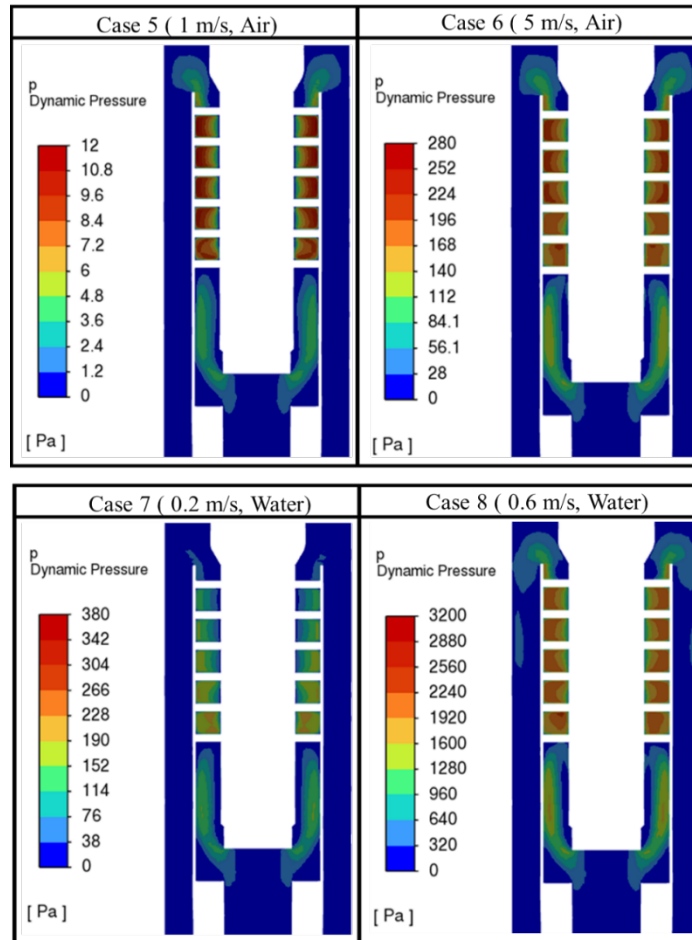 Case 5 ( 1 m/s, Air)
Case 6 ( 5 m/s, Air)
p
Dynamic Pressure
12
10.8
9.6
8.4
7.2
6
4.8
3.6
2.4
1.2
0
[ Pa ]
p
Dynamic Pressure
280
252
224
196
168
140
112
84.1
56.1
28
0
[ Pa ]
Case 7 ( 0.2 m/s, Water)
Case 8 ( 0.6 m/s, Water)
p
Dynamic Pressure
380
342
304
266
228
190
152
114
76
38
0
[ Pa ]
p
Dynamic Pressure
3200
2880
2560
2240
1920
1600
1280
960
640
320
0
[ Pa ]